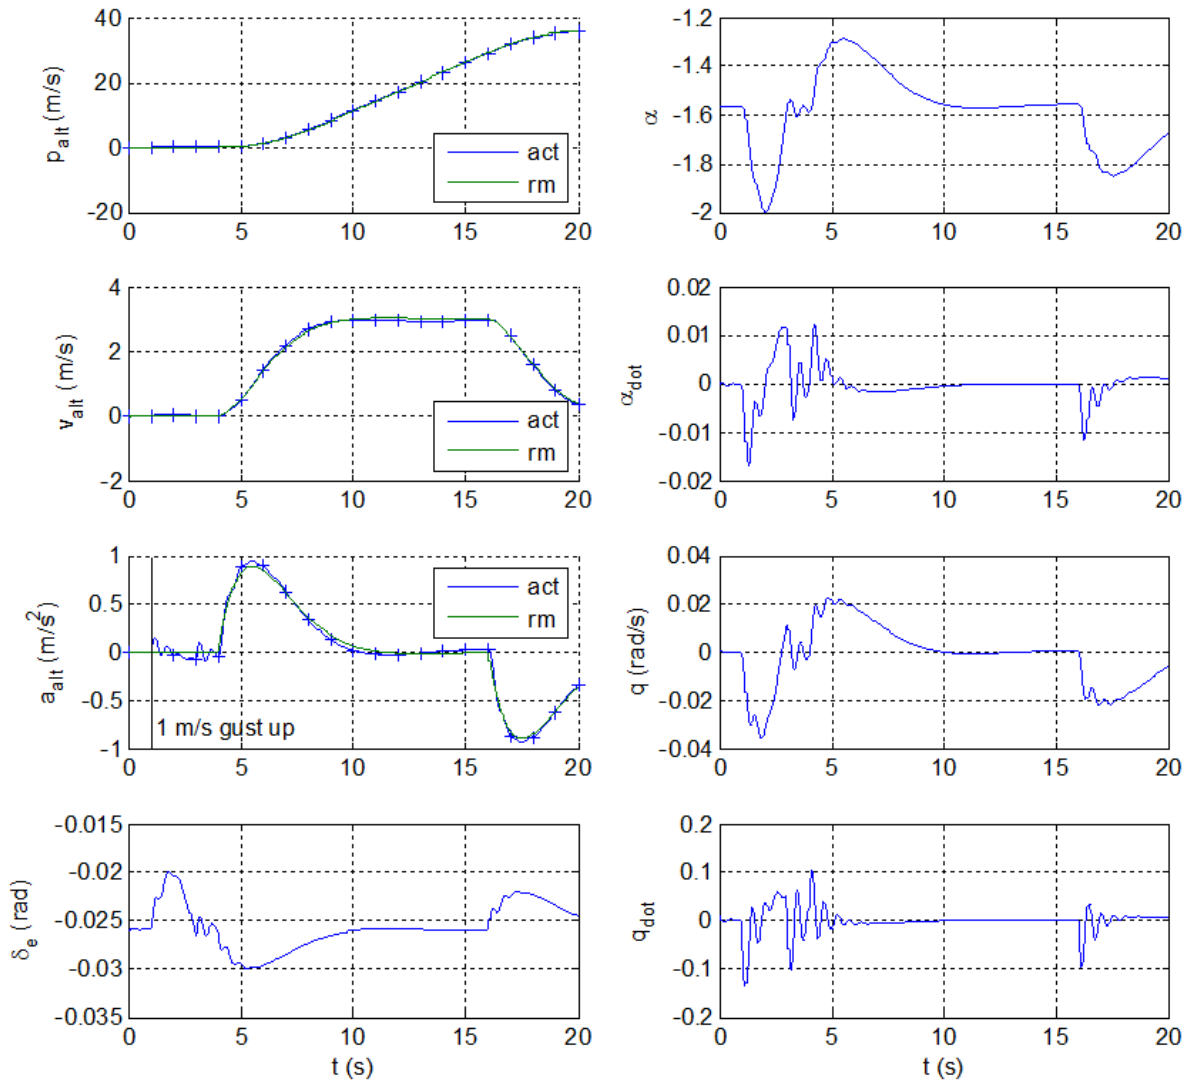 40
20
0
-20
p_alt (m/s)
act
rm
0 5 10 15 20
-1.2
-1.4
-1.6
-1.8
-2
α
0 5 10 15 20
4
2
0
-2
v_alt (m/s)
act
rm
0 5 10 15 20
0.02
0.01
0
-0.01
-0.02
α_dot
0 5 10 15 20
1
0.5
0
-0.5
-1
a_alt (m/s²)
act
rm
1 m/s gust up
0 5 10 15 20
0.04
0.02
0
-0.02
-0.04
q (rad/s)
0 5 10 15 20
-0.015
-0.02
-0.025
-0.03
-0.035
δ_e (rad)
0 5 10 15 20
t (s)
0.2
0.1
0
-0.1
-0.2
q_dot
0 5 10 15 20
t (s)